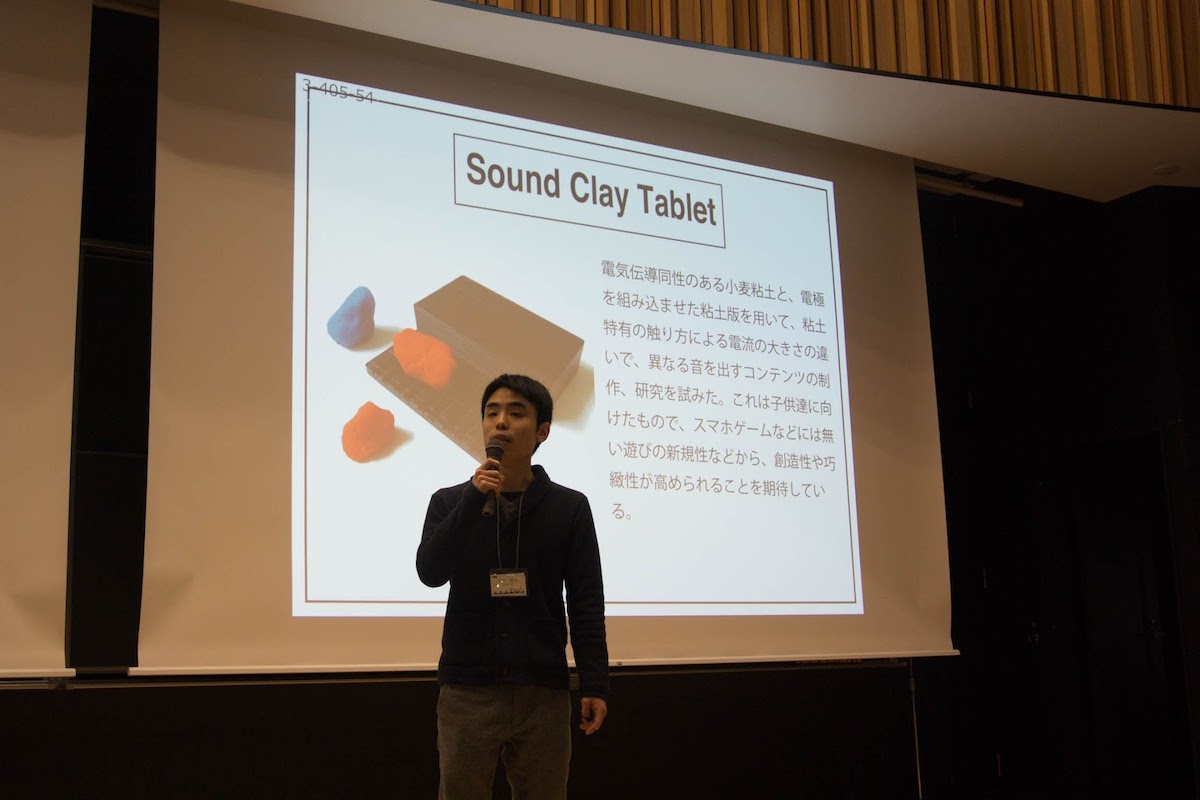 3-405-54
Sound Clay Tablet
電気伝導同性のある小麦粘土と、電極
を組み込ませた粘土版を用いて、粘土
特有の触り方による電流の大きさの違
いで、異なる音を出すコンテンツの制
作、研究を試みた。これは子供達に向
けたもので、スマホゲームなどには無
い遊びの新規性などから、創造性や巧
緻性が高められることを期待してい
る。